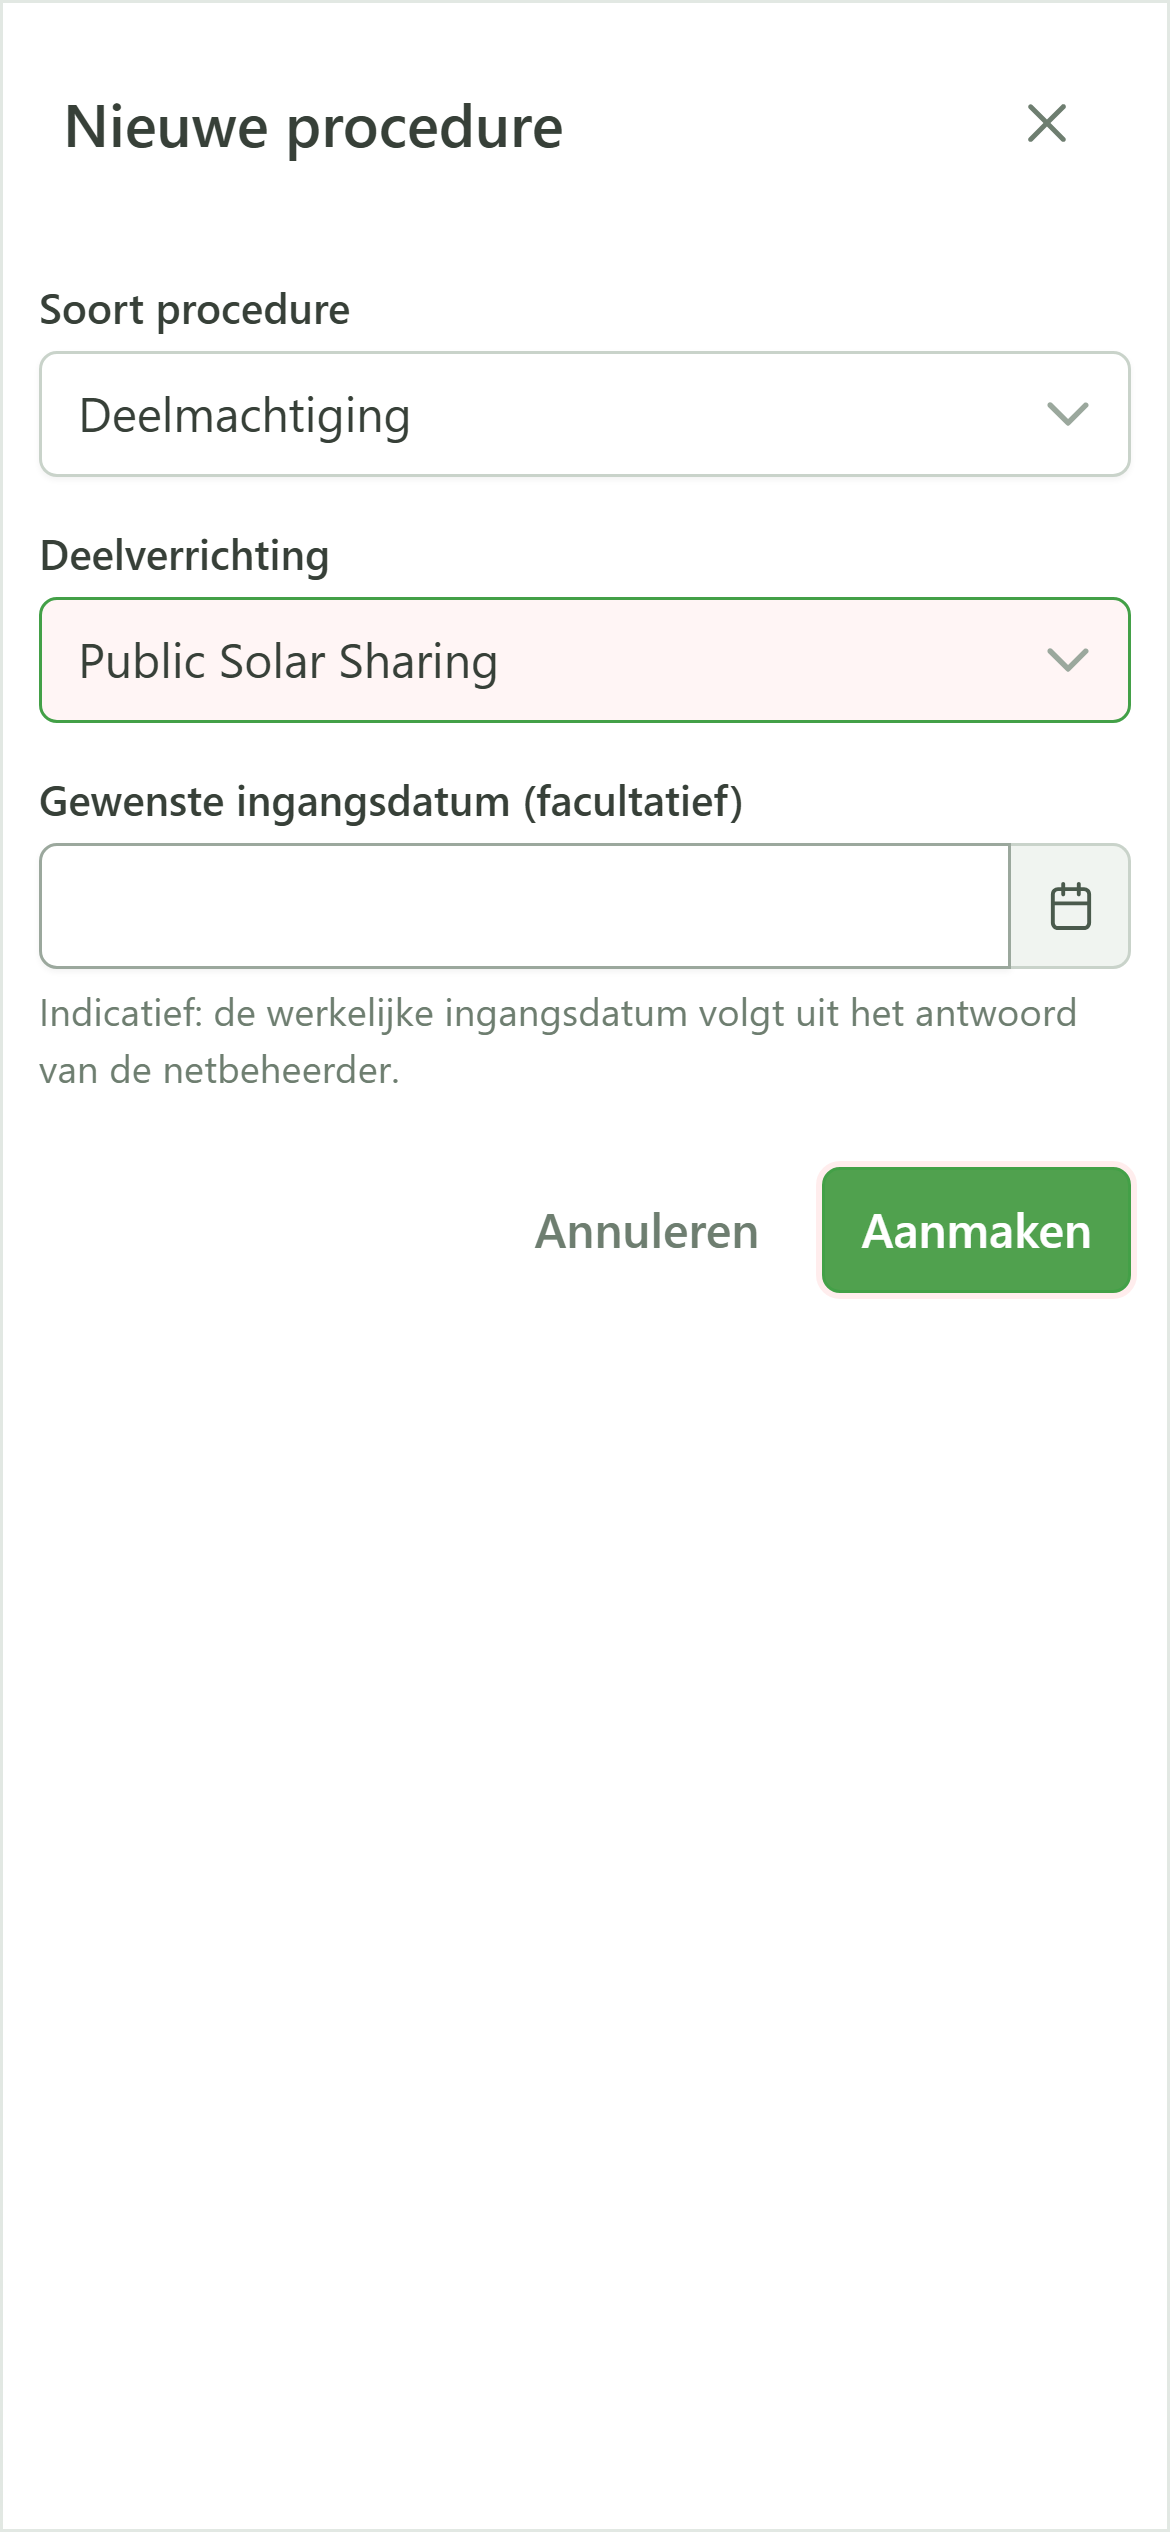 Nieuwe procedure
Soort procedure
Deelmachtiging
Deelverrichting
Public Solar Sharing
Gewenste ingangsdatum (facultatief)
Indicatief: de werkelijke ingangsdatum volgt uit het antwoord
van de netbeheerder.
Annuleren
Aanmaken